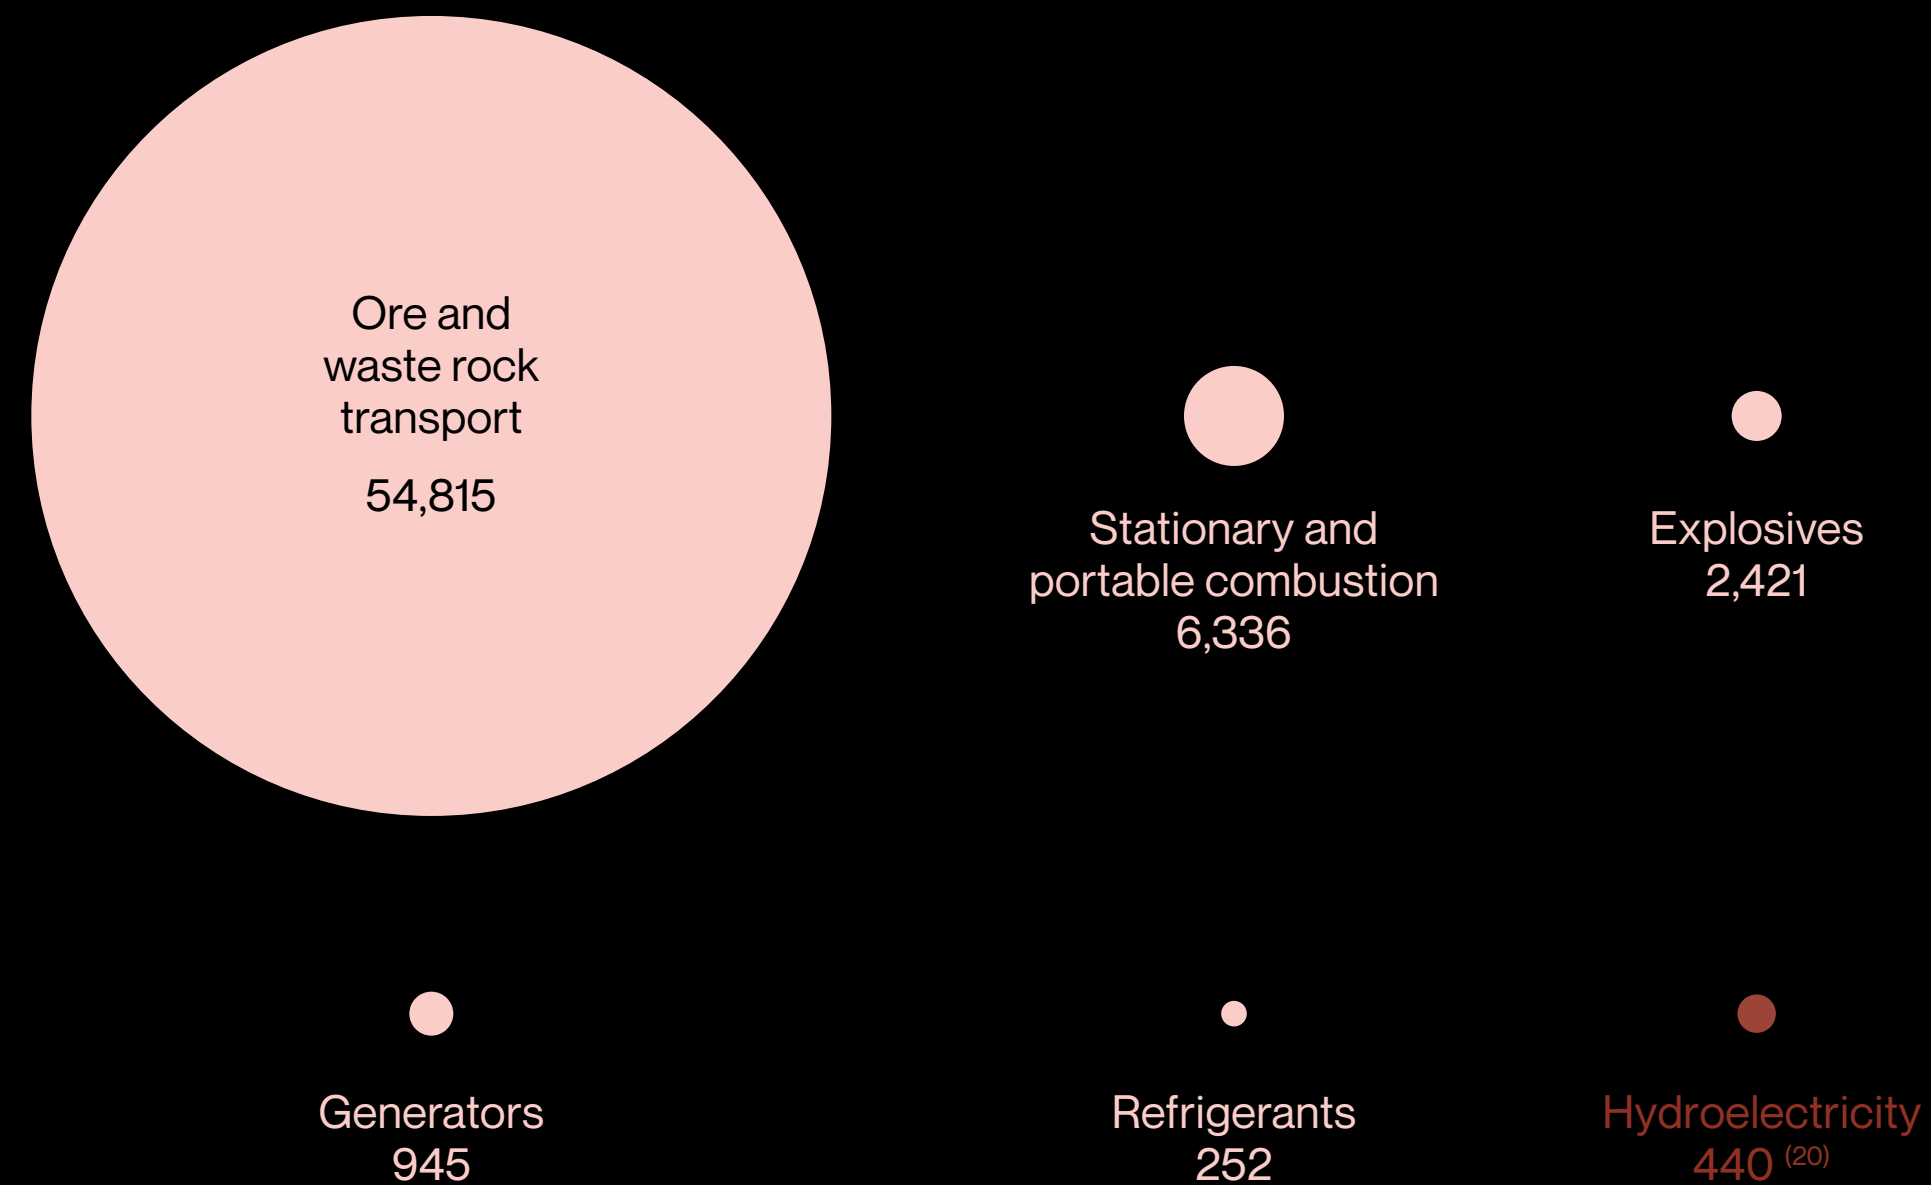 Ore and
waste rock
transport
54,815
Stationary and
portable combustion
6,336
Explosives
2,421
Generators
945
Refrigerants
252
Hydroelectricity
440 (20)